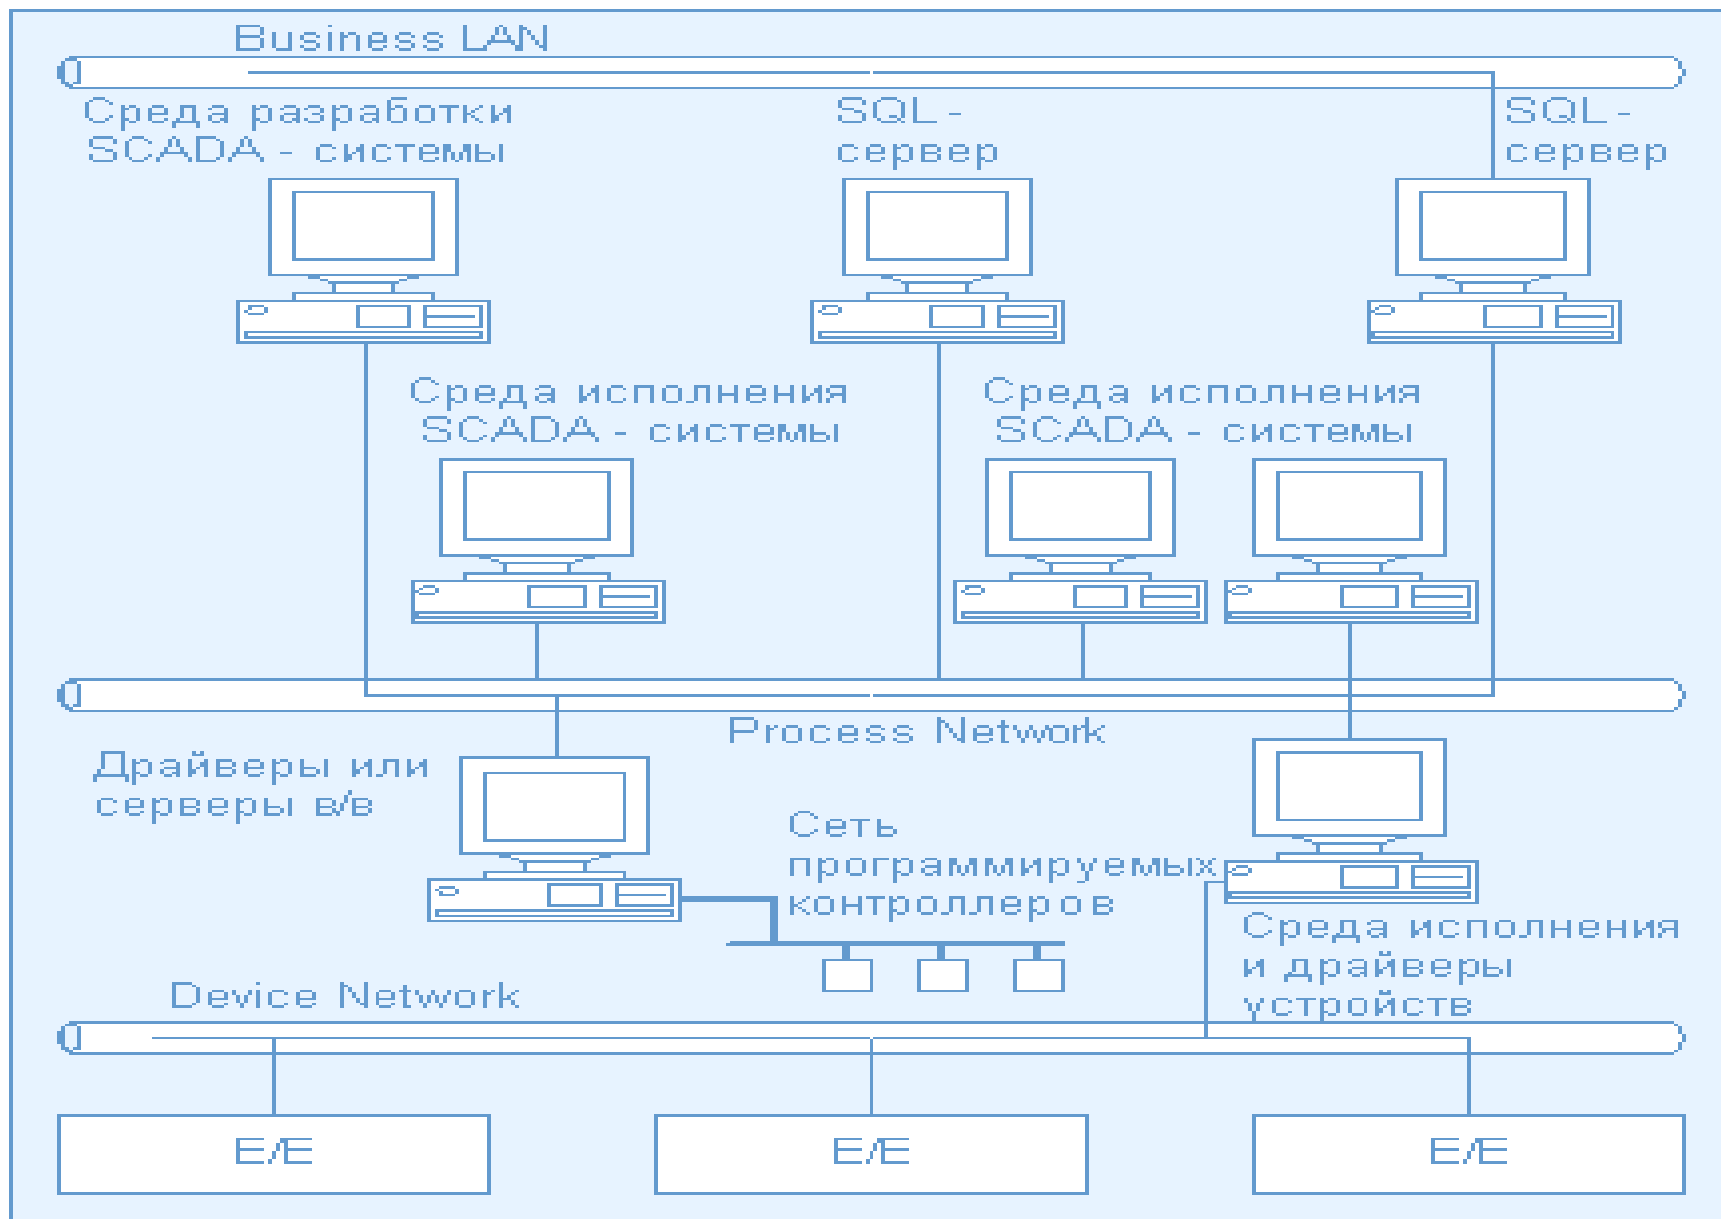 Business LAN
Среда разработки
SCADA - системы
SQL -
сервер
SQL -
сервер
Среда исполнения
SCADA - системы
Среда исполнения
SCADA - системы
Process Network
Драйверы или
серверы в/в
Сеть
программируемых
контроллеров
Среда исполнения
и драйверы
устройств
Device Network
E/E
E/E
E/E